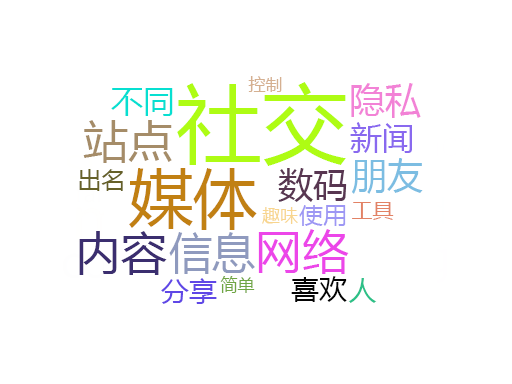 控制
不同
社交
隐私
站点
新闻
出名
媒体
数码
朋友
趣味
使用
工具
内容
信息
网络
分享
简单
喜欢
人